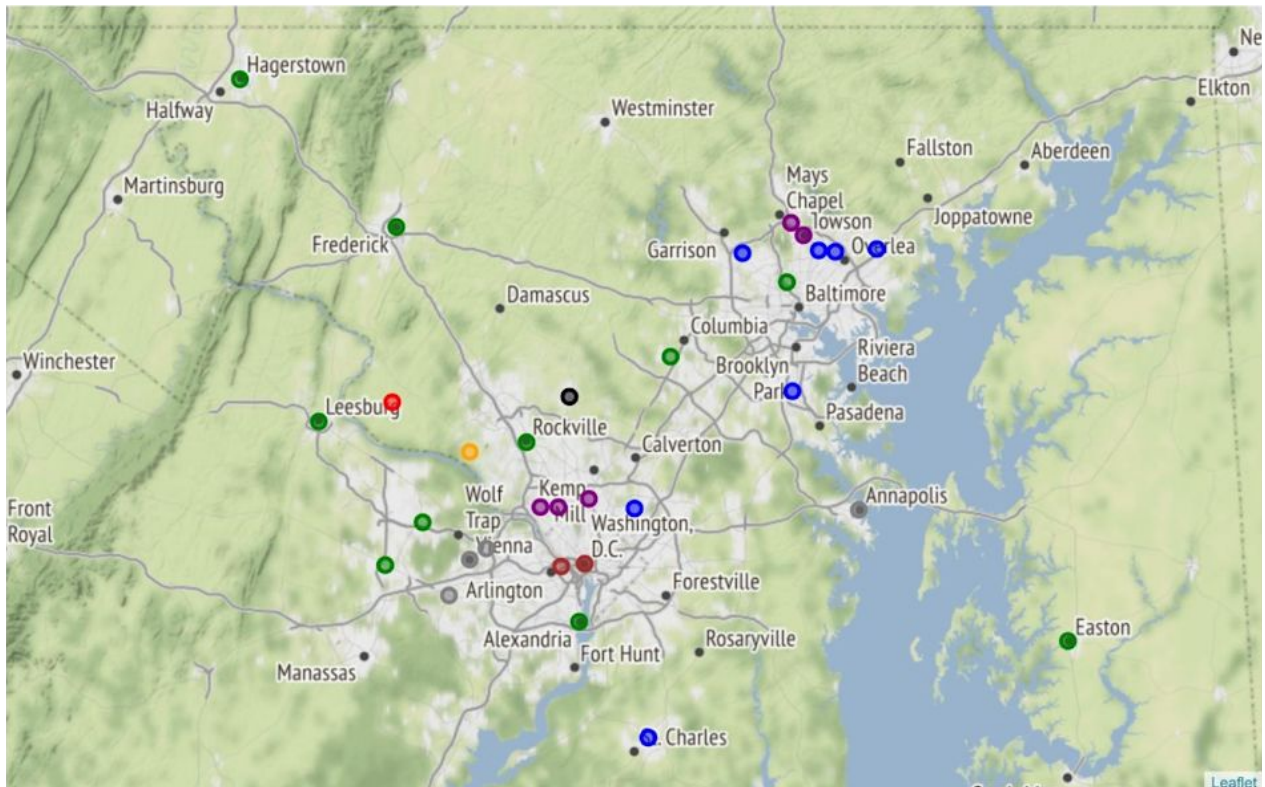 Ne
Hagerstown
Halfway
Elkton
Westminster
Fallston
Aberdeen
Martinsburg
Mays
Chapel
Towson
Joppatowne
Frederick
Garrison
Overlea
Damascus
Baltimore
Columbia
Winchester
Brooklyn
Park
Riviera
Beach
Leesburg
Pasadena
Rockville
Calverton
Wolf
Trap
Kemp
Mill
Annapolis
Front
Royal
Washington,
D.C.
Vienna
Arlington
Forestville
Alexandria
Easton
Rosaryville
Fort Hunt
Manassas
. Charles
Leaflet